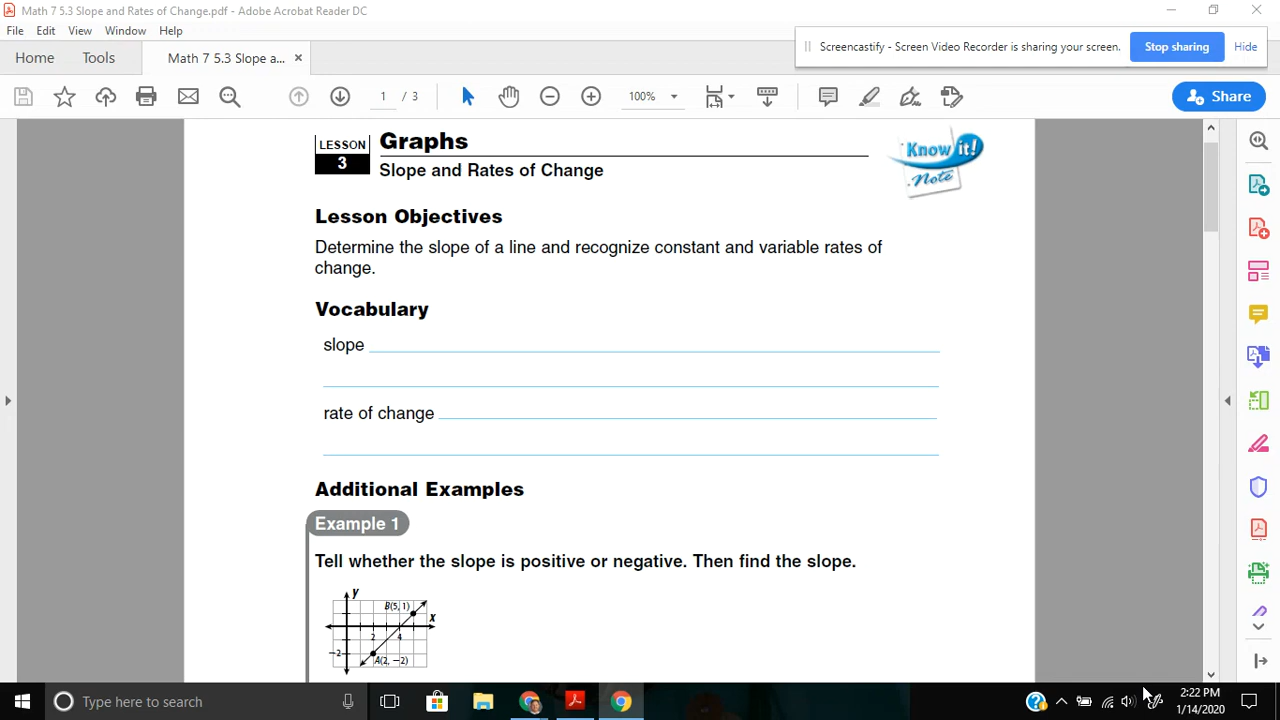 Math 7 5.3 Slope and Rates of Change.pdf - Adobe Acrobat Reader DC
File Edit View Window Help
Screencastify - Screen Video Recorder is sharing your screen. Stop sharing Hide
Home Tools Math 7 5.3 Slope a... ×
1 / 3 100% Share
LESSON
3
Graphs
Slope and Rates of Change
Know it!
Note
Lesson Objectives
Determine the slope of a line and recognize constant and variable rates of
change.
Vocabulary
slope
rate of change
Additional Examples
Example 1
Tell whether the slope is positive or negative. Then find the slope.
y
B(5, 1)
x
2 4
−2
A(2, −2)
Type here to search
2:22 PM
1/14/2020